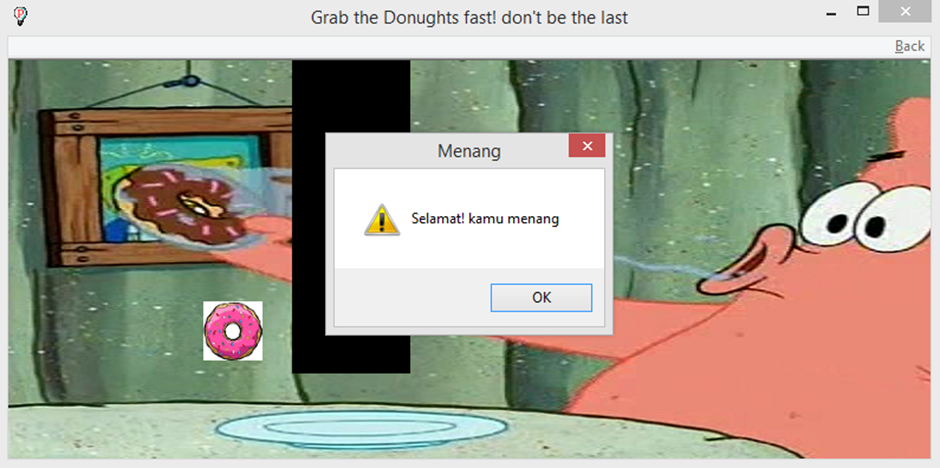 Grab the Donughts fast! don't be the last
Back
Menang
Selamat! kamu menang
OK